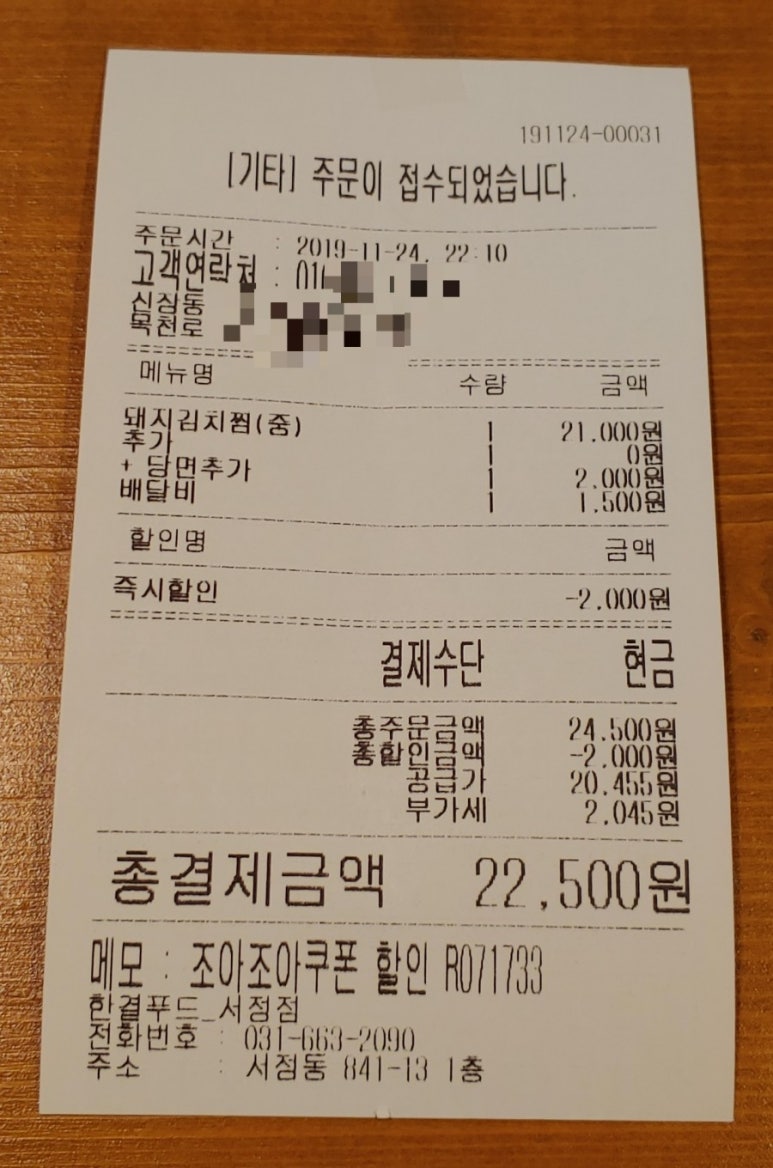 191124-00031
[기타] 주문이 접수되었습니다.
주문시간 : 2019-11-24. 22:10
고객연락처 : 01
신장동
목천로
메뉴명 수량 금액
돼지김치찜(중) 1 21.000원
추가 1 0원
+ 당면추가 1 2.000원
배달비 1 1.500원
할인명 금액
즉시할인 -2.000원
결제수단 현금
총주문금액 24.500원
총할인금액 -2.000원
공급가 20.455원
부가세 2.045원
총결제금액 22,500원
메모 : 조아조아쿠폰 할인 R071733
한결푸드_서정점
전화번호 : 031-663-2090
주소 : 서정동 841-13 1층